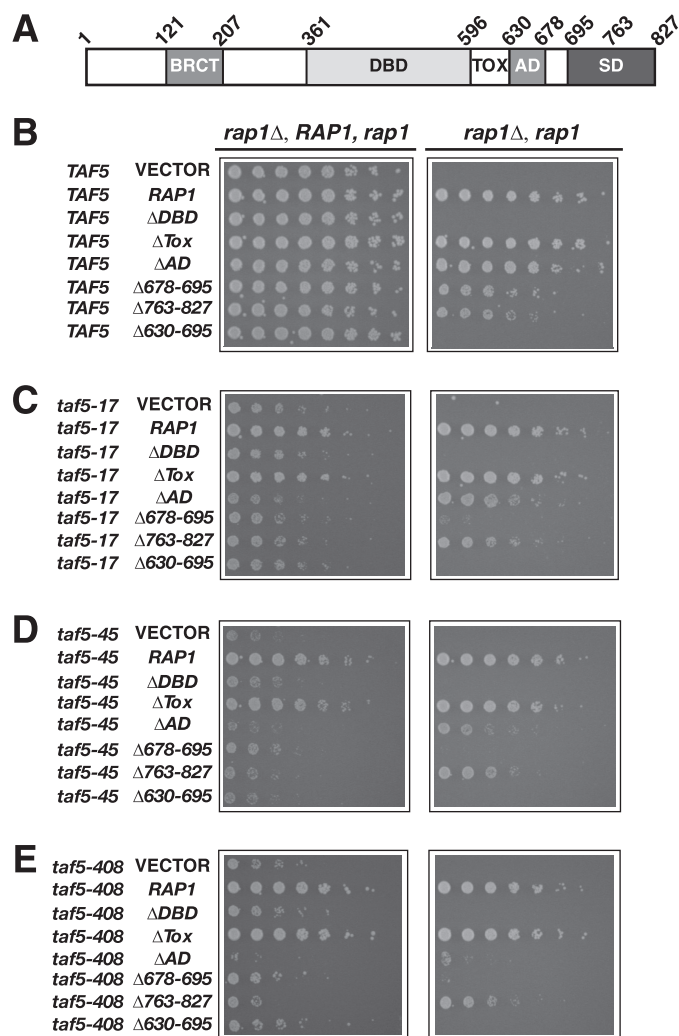 A
1 121 207 361 596 630 678 695 763 827
BRCT DBD TOX AD SD
B
rap1Δ, RAP1, rap1 rap1Δ, rap1
TAF5 VECTOR
TAF5 RAP1
TAF5 ΔDBD
TAF5 ΔTox
TAF5 ΔAD
TAF5 Δ678-695
TAF5 Δ763-827
TAF5 Δ630-695
C
taf5-17 VECTOR
taf5-17 RAP1
taf5-17 ΔDBD
taf5-17 ΔTox
taf5-17 ΔAD
taf5-17 Δ678-695
taf5-17 Δ763-827
taf5-17 Δ630-695
D
taf5-45 VECTOR
taf5-45 RAP1
taf5-45 ΔDBD
taf5-45 ΔTox
taf5-45 ΔAD
taf5-45 Δ678-695
taf5-45 Δ763-827
taf5-45 Δ630-695
E
taf5-408 VECTOR
taf5-408 RAP1
taf5-408 ΔDBD
taf5-408 ΔTox
taf5-408 ΔAD
taf5-408 Δ678-695
taf5-408 Δ763-827
taf5-408 Δ630-695